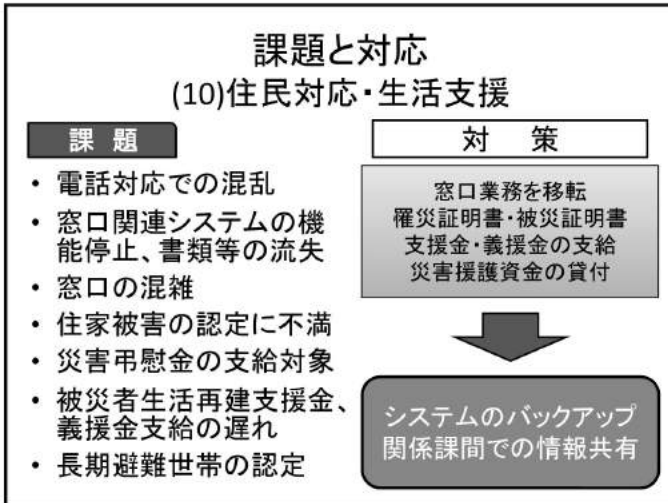 課題と対応
(10)住民対応・生活支援
課 題
・ 電話対応での混乱
・ 窓口関連システムの機
能停止、書類等の流失
・ 窓口の混雑
・ 住家被害の認定に不満
・ 災害弔慰金の支給対象
・ 被災者生活再建支援金、
義援金支給の遅れ
・ 長期避難世帯の認定
対 策
窓口業務を移転
罹災証明書・被災証明書
支援金・義援金の支給
災害援護資金の貸付
システムのバックアップ
関係課間での情報共有